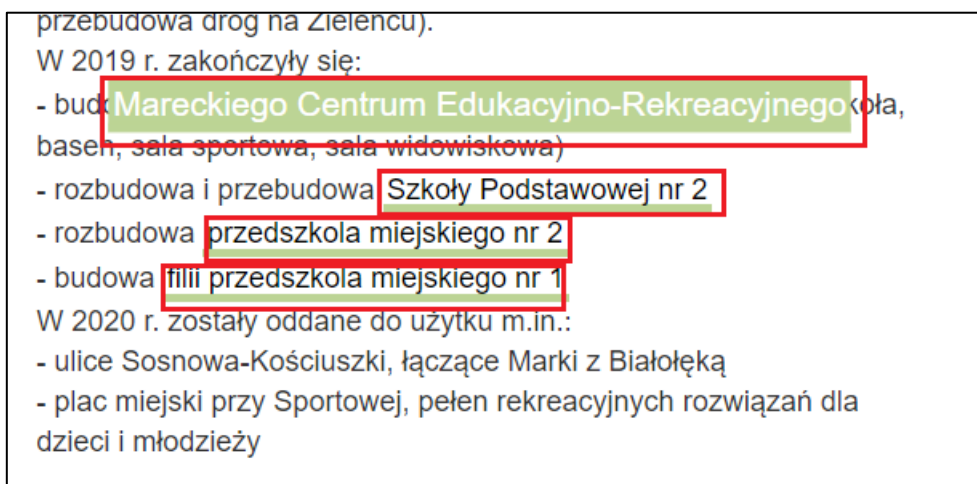 przebudowa dróg na Zieleńcu).
W 2019 r. zakończyły się:
- bud Mareckiego Centrum Edukacyjno-Rekreacyjnego oła,
basen, sala sportowa, sala widowiskowa)
- rozbudowa i przebudowa Szkoły Podstawowej nr 2
- rozbudowa przedszkola miejskiego nr 2
- budowa filii przedszkola miejskiego nr 1
W 2020 r. zostały oddane do użytku m.in.:
- ulice Sosnowa-Kościuszki, łączące Marki z Białołęką
- plac miejski przy Sportowej, pełen rekreacyjnych rozwiązań dla
dzieci i młodzieży